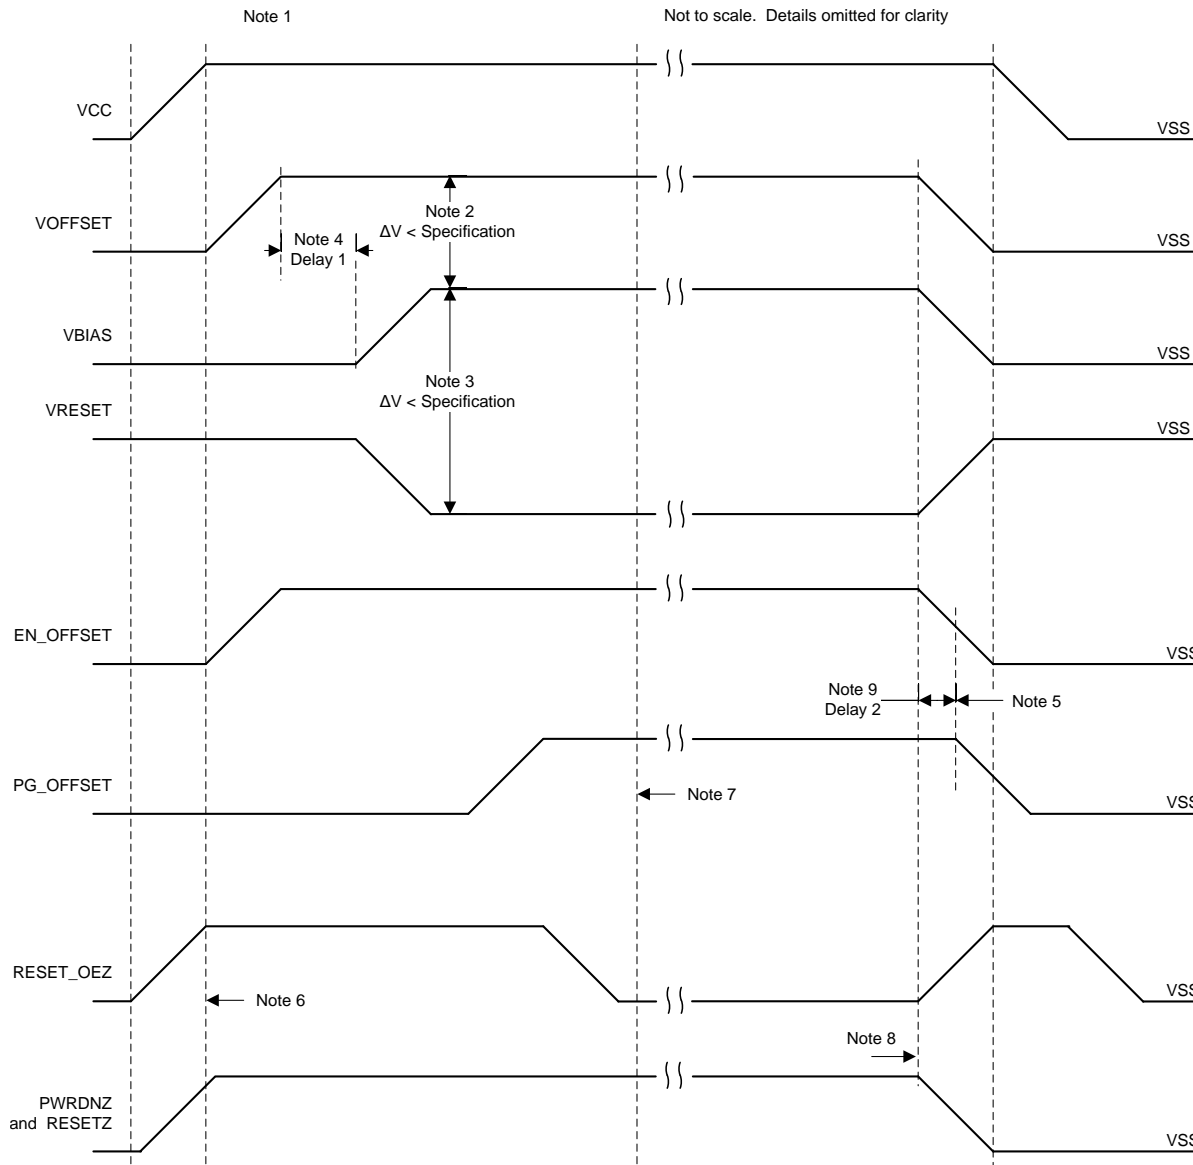 Note 1
Not to scale. Details omitted for clarity
VCC
VSS
VOFFSET
Note 2
ΔV < Specification
Note 4
Delay 1
VSS
VBIAS
VSS
Note 3
ΔV < Specification
VRESET
VSS
EN_OFFSET
VSS
Note 9
Delay 2
Note 5
PG_OFFSET
Note 7
VSS
RESET_OEZ
Note 6
VSS
Note 8
PWRDNZ
and RESETZ
VSS